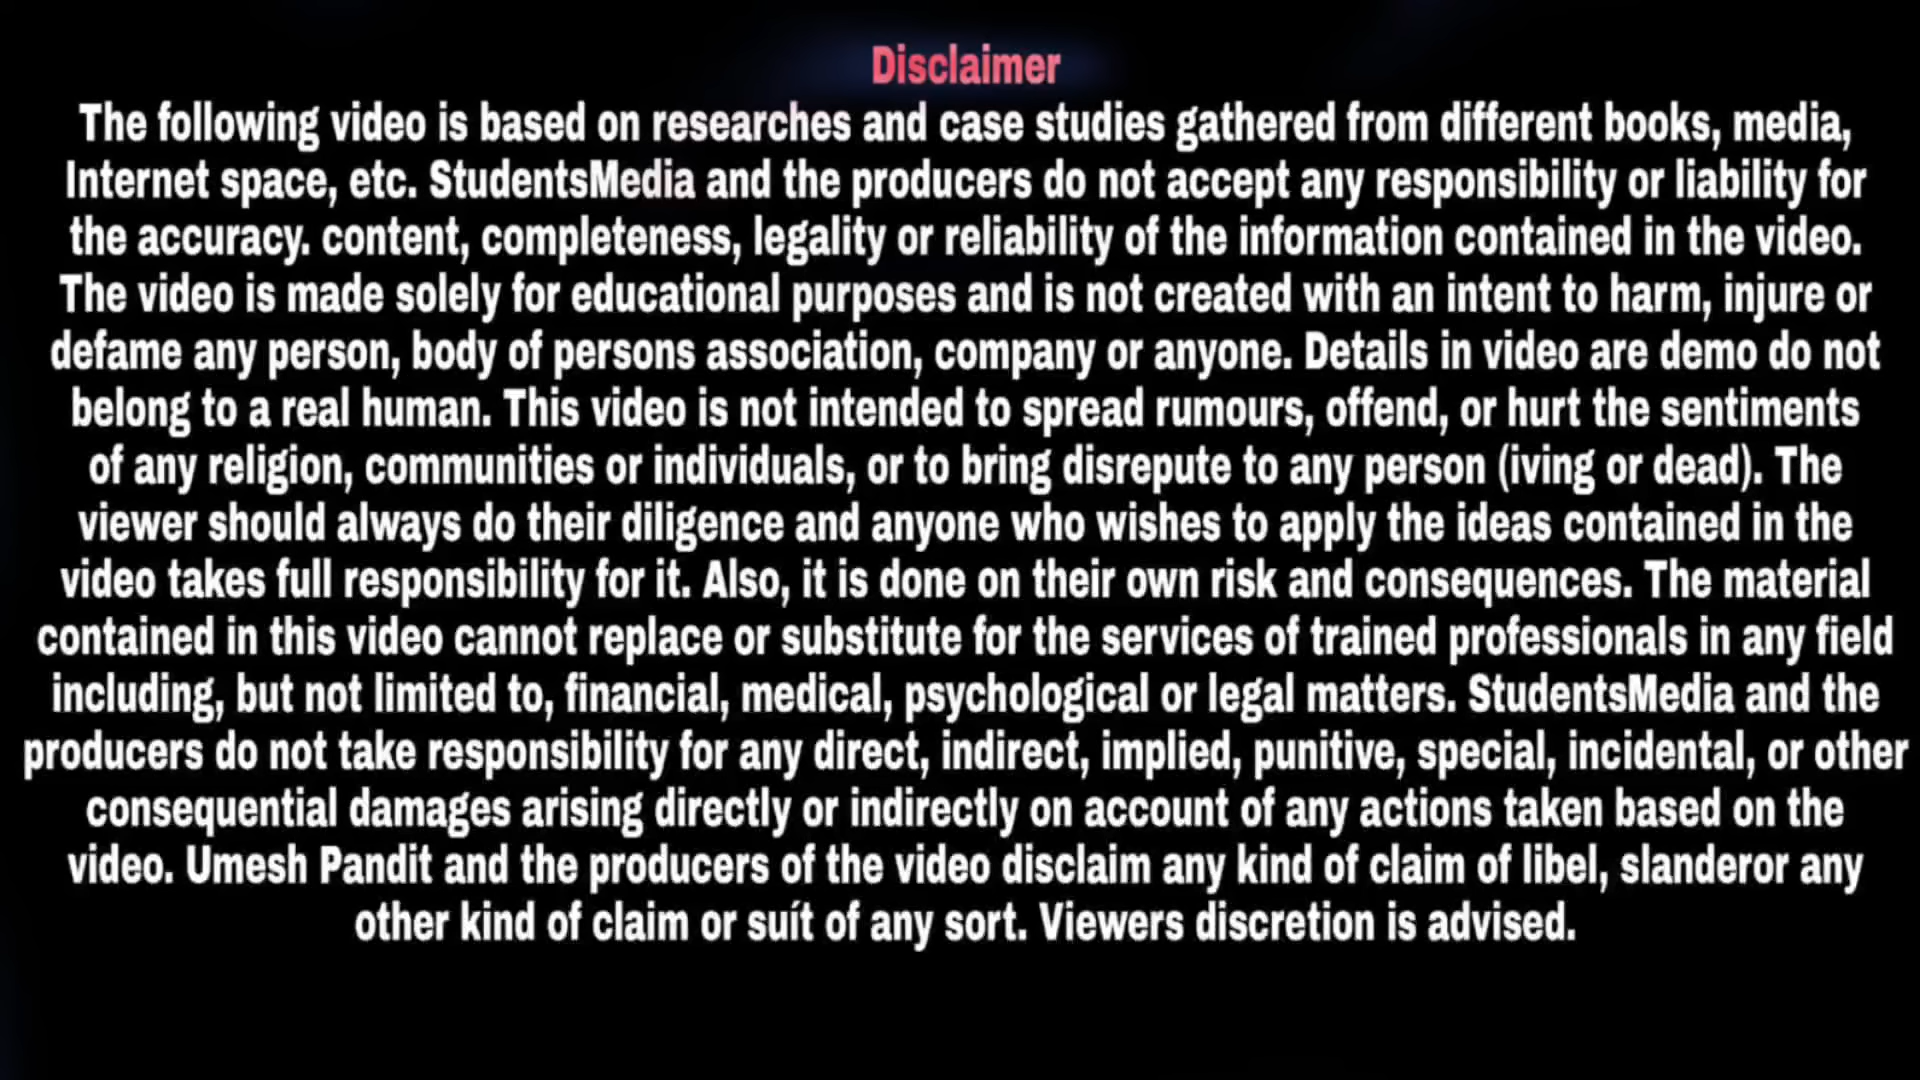 Disclaimer
The following video is based on researches and case studies gathered from different books, media,
Internet space, etc. StudentsMedia and the producers do not accept any responsibility or liability for
the accuracy. content, completeness, legality or reliability of the information contained in the video.
The video is made solely for educational purposes and is not created with an intent to harm, injure or
defame any person, body of persons association, company or anyone. Details in video are demo do not
belong to a real human. This video is not intended to spread rumours, offend, or hurt the sentiments
of any religion, communities or individuals, or to bring disrepute to any person (iving or dead). The
viewer should always do their diligence and anyone who wishes to apply the ideas contained in the
video takes full responsibility for it. Also, it is done on their own risk and consequences. The material
contained in this video cannot replace or substitute for the services of trained professionals in any field
including, but not limited to, financial, medical, psychological or legal matters. StudentsMedia and the
producers do not take responsibility for any direct, indirect, implied, punitive, special, incidental, or other
consequential damages arising directly or indirectly on account of any actions taken based on the
video. Umesh Pandit and the producers of the video disclaim any kind of claim of libel, slanderor any
other kind of claim or suít of any sort. Viewers discretion is advised.